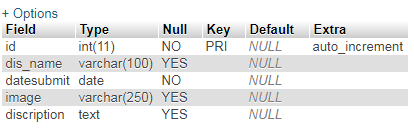 + Options
Field Type Null Key Default Extra
id int(11) NO PRI NULL auto_increment
dis_name varchar(100) YES NULL
datesubmit date NO NULL
image varchar(250) YES NULL
discription text YES NULL